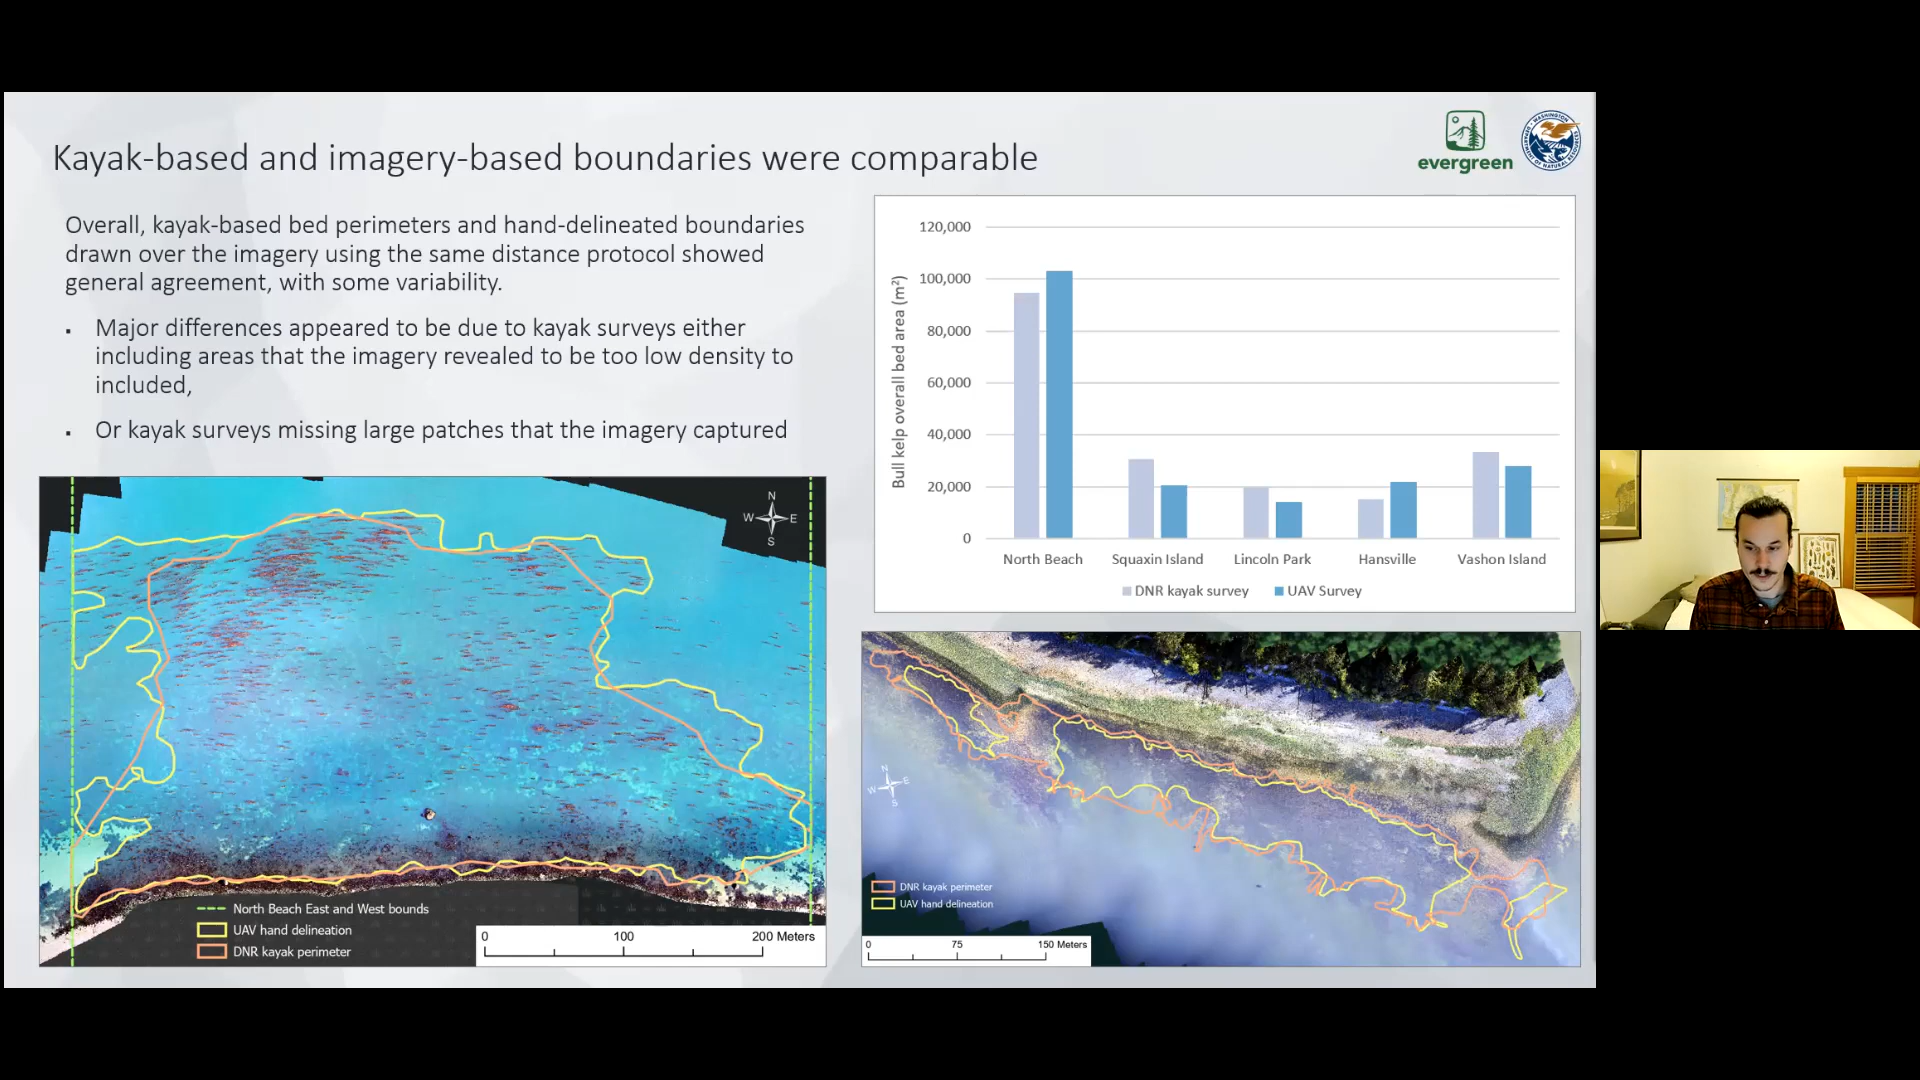 Kayak-based and imagery-based boundaries were comparable
evergreen
Overall, kayak-based bed perimeters and hand-delineated boundaries
drawn over the imagery using the same distance protocol showed
general agreement, with some variability.
▪ Major differences appeared to be due to kayak surveys either
including areas that the imagery revealed to be too low density to
included,
▪ Or kayak surveys missing large patches that the imagery captured
Bull kelp overall bed area (m²)
120,000
100,000
80,000
60,000
40,000
20,000
0
North Beach Squaxin Island Lincoln Park Hansville Vashon Island
DNR kayak survey UAV Survey
N
W E
S
North Beach East and West bounds
UAV hand delineation
DNR kayak perimeter
0 100 200 Meters
N
W E
S
DNR kayak perimeter
UAV hand delineation
0 75 150 Meters